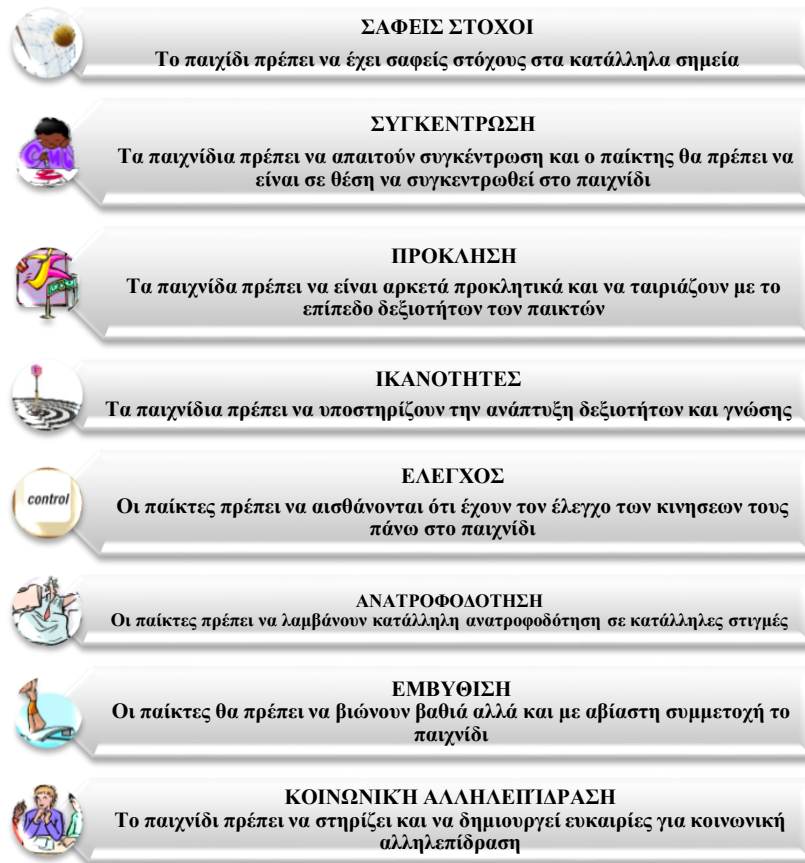 ΣΑΦΕΙΣ ΣΤΟΧΟΙ
Το παιχίδι πρέπει να έχει σαφείς στόχους στα κατάλληλα σημεία
ΣΥΓΚΕΝΤΡΩΣΗ
Τα παιχνίδια πρέπει να απαιτούν συγκέντρωση και ο παίκτης θα πρέπει να
είναι σε θέση να συγκεντρωθεί στο παιχνίδι
ΠΡΟΚΛΗΣΗ
Τα παιχνίδα πρέπει να είναι αρκετά προκλητικά και να ταιριάζουν με το
επίπεδο δεξιοτήτων των παικτών
ΙΚΑΝΟΤΗΤΕΣ
Τα παιχνίδια πρέπει να υποστηρίζουν την ανάπτυξη δεξιοτήτων και γνώσης
ΕΛΕΓΧΟΣ
control
Οι παίκτες πρέπει να αισθάνονται ότι έχουν τον έλεγχο των κινησεων τους
πάνω στο παιχνίδι
ΑΝΑΤΡΟΦΟΔΟΤΗΣΗ
Οι παίκτες πρέπει να λαμβάνουν κατάλληλη ανατροφοδότηση σε κατάλληλες στιγμές
ΕΜΒΥΘΙΣΗ
Οι παίκτες θα πρέπει να βιώνουν βαθιά αλλά και με αβίαστη συμμετοχή το
παιχνίδι
ΚΟΙΝΩΝΙΚΉ ΑΛΛΗΛΕΠΊΔΡΑΣΗ
Το παιχνίδι πρέπει να στηρίζει και να δημιουργεί ευκαιρίες για κοινωνική
αλληλεπίδραση